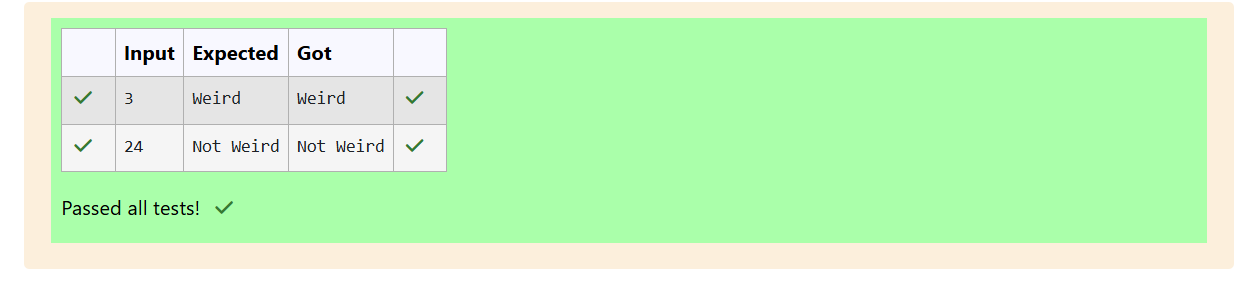 Input Expected Got
3 Weird Weird
24 Not Weird Not Weird
Passed all tests!